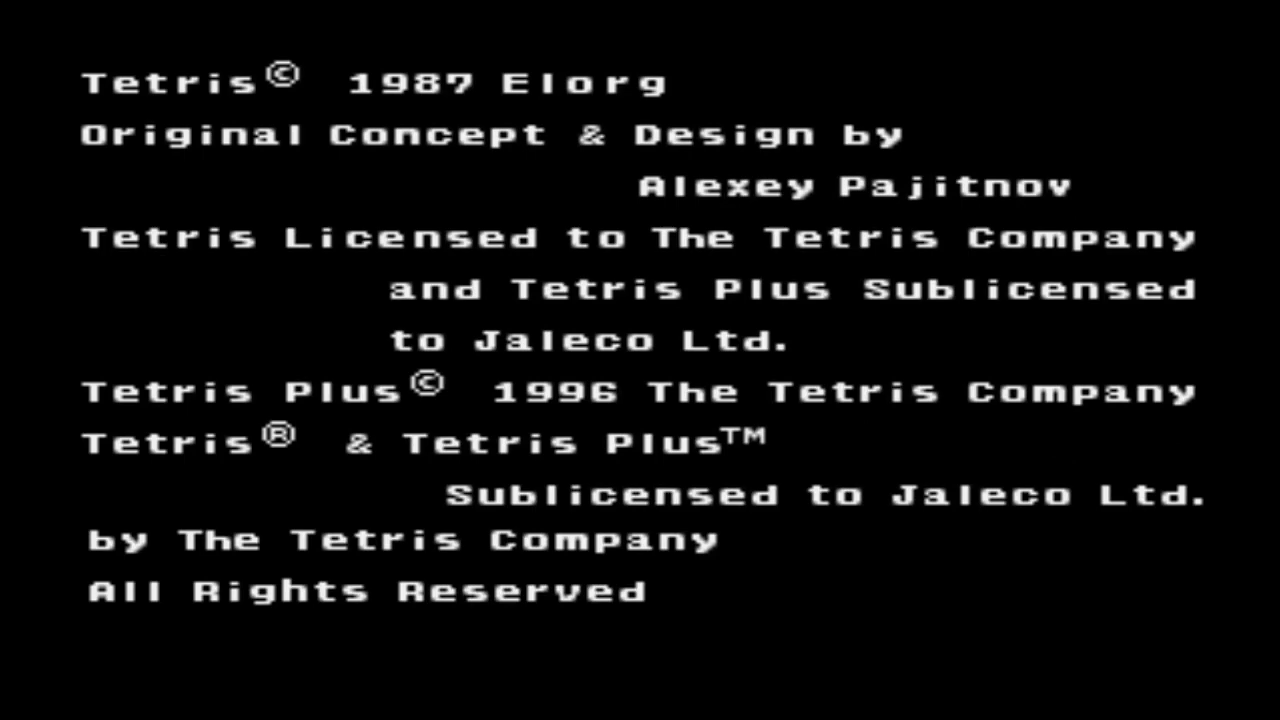 Tetris© 1987 Elorg
Original Concept & Design by
Alexey Pajitnov
Tetris Licensed to The Tetris Company
and Tetris Plus Sublicensed
to Jaleco Ltd.
Tetris Plus© 1996 The Tetris Company
Tetris® & Tetris Plus™
Sublicensed to Jaleco Ltd.
by The Tetris Company
All Rights Reserved